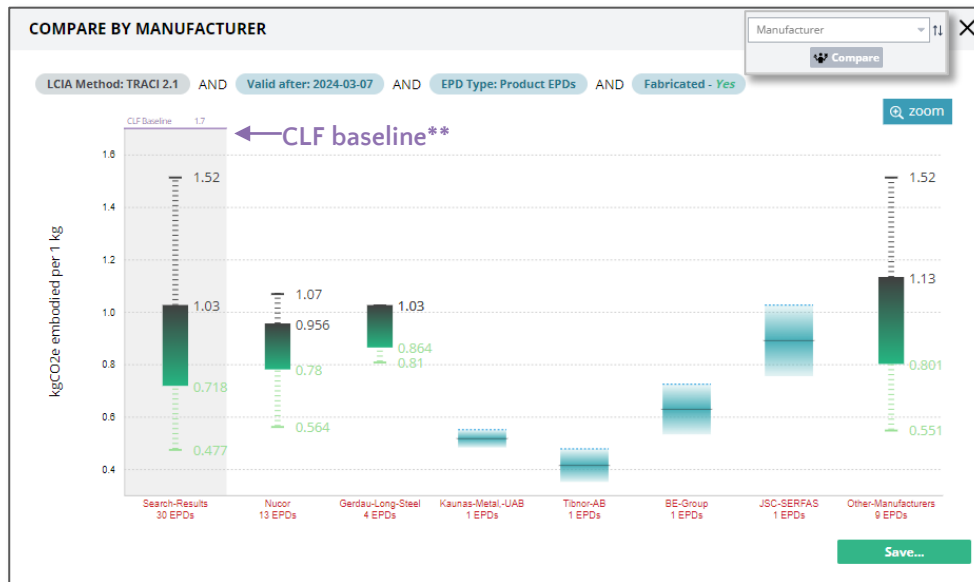 COMPARE BY MANUFACTURER
Manufacturer
Compare
LCIA Method: TRACI 2.1 AND Valid after: 2024-03-07 AND EPD Type: Product EPDs AND Fabricated - Yes
zoom
CLF Baseline 1.7
CLF baseline**
kgCO2e embodied per 1 kg
1.6
1.4
1.2
1.0
0.8
0.6
0.4
1.52
1.03
0.718
0.477
1.07
0.956
0.78
0.564
1.03
0.864
0.81
1.52
1.13
0.801
0.551
Search-Results
30 EPDs
Nucor
13 EPDs
Gerdau-Long-Steel
4 EPDs
Kaunas-Metal.-UAB
1 EPDs
Tibnor-AB
1 EPDs
BE-Group
1 EPDs
JSC-SERFAS
1 EPDs
Other-Manufacturers
9 EPDs
Save...